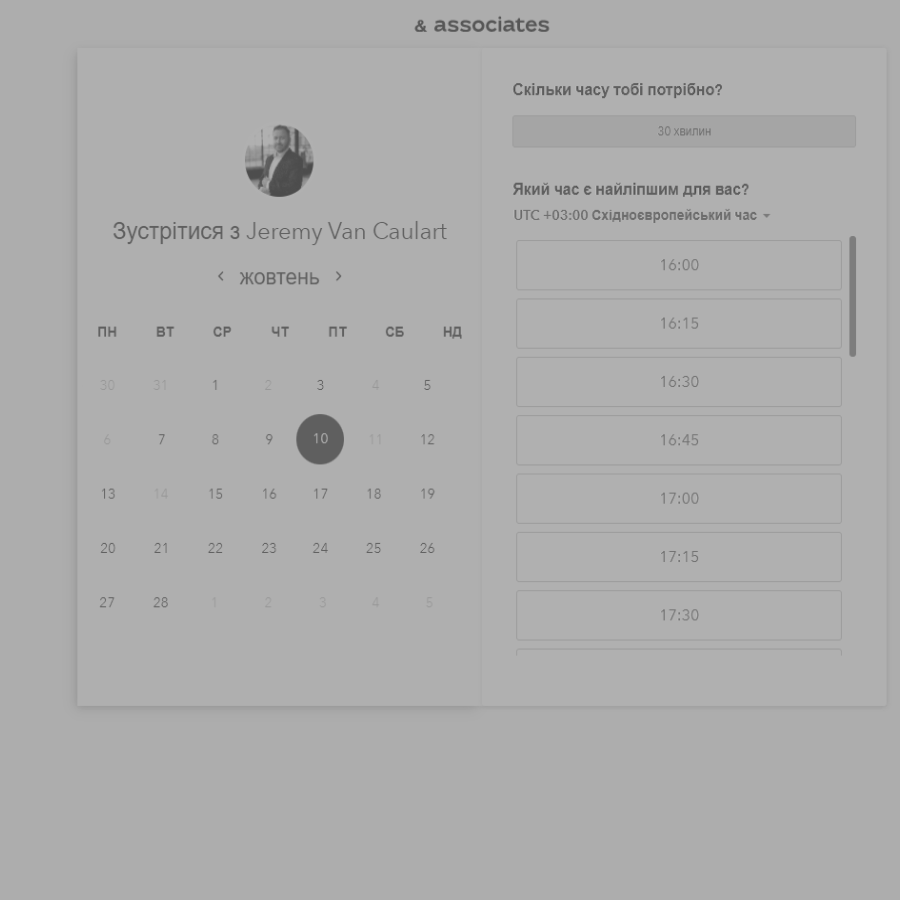 & associates
Зустрітися з Jeremy Van Caulart
‹ жовтень ›
ПН ВТ СР ЧТ ПТ СБ НД
30 31 1 2 3 4 5
6 7 8 9 10 11 12
13 14 15 16 17 18 19
20 21 22 23 24 25 26
27 28 1 2 3 4 5
Скільки часу тобі потрібно?
30 хвилин
Який час є найліпшим для вас?
UTC +03:00 Східноєвропейський час
16:00
16:15
16:30
16:45
17:00
17:15
17:30